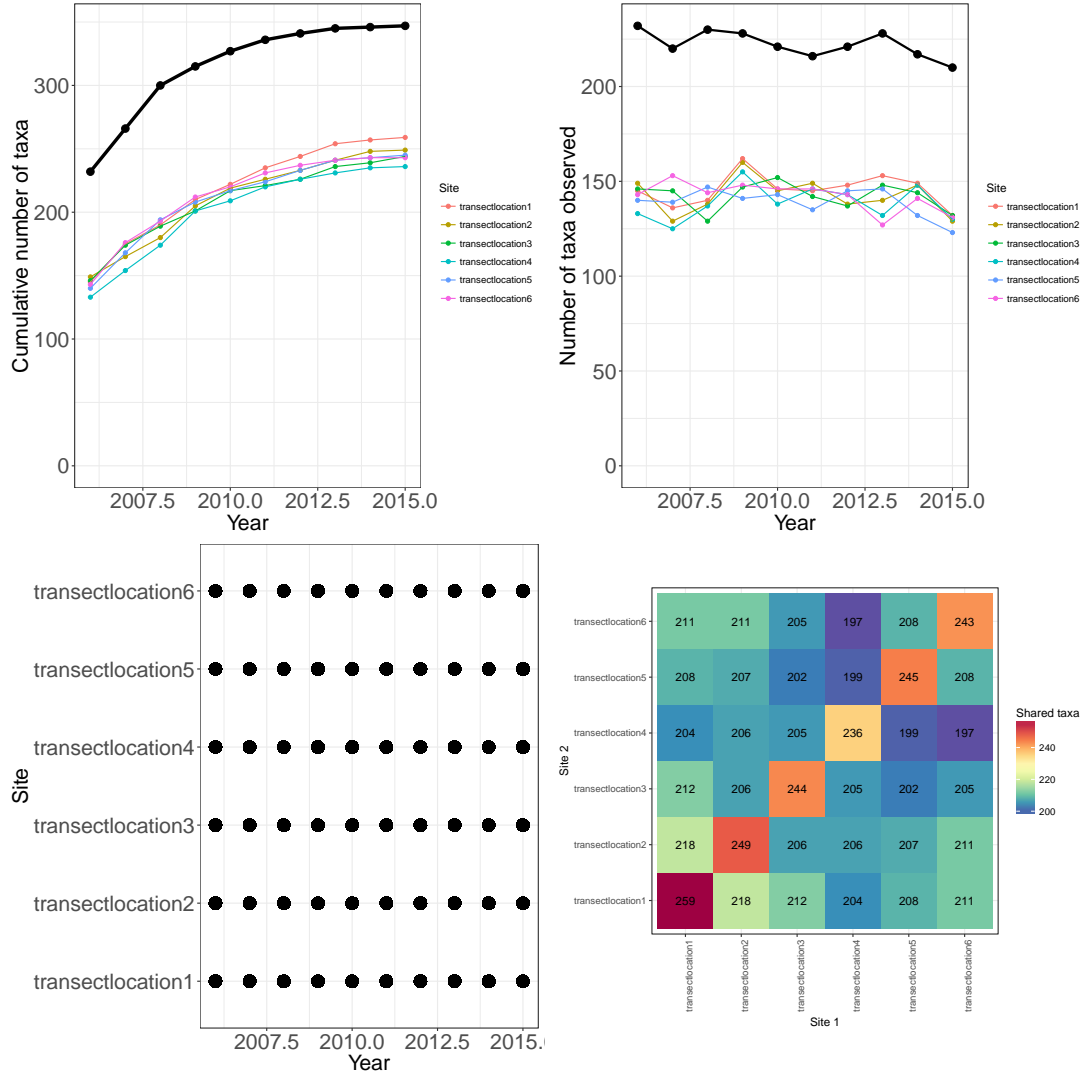 Cumulative number of taxa
300
200
100
0
2007.5 2010.0 2012.5 2015.0
Year
Site
transectlocation1
transectlocation2
transectlocation3
transectlocation4
transectlocation5
transectlocation6
Number of taxa observed
200
150
100
50
0
2007.5 2010.0 2012.5 2015.0
Year
Site
transectlocation1
transectlocation2
transectlocation3
transectlocation4
transectlocation5
transectlocation6
Site
transectlocation6
transectlocation5
transectlocation4
transectlocation3
transectlocation2
transectlocation1
2007.5 2010.0 2012.5 2015.
Year
Site 2
transectlocation6 211 211 205 197 208 243
transectlocation5 208 207 202 199 245 208
transectlocation4 204 206 205 236 199 197
transectlocation3 212 206 244 205 202 205
transectlocation2 218 249 206 206 207 211
transectlocation1 259 218 212 204 208 211
transectlocation1
transectlocation2
transectlocation3
transectlocation4
transectlocation5
transectlocation6
Site 1
Shared taxa
240
220
200